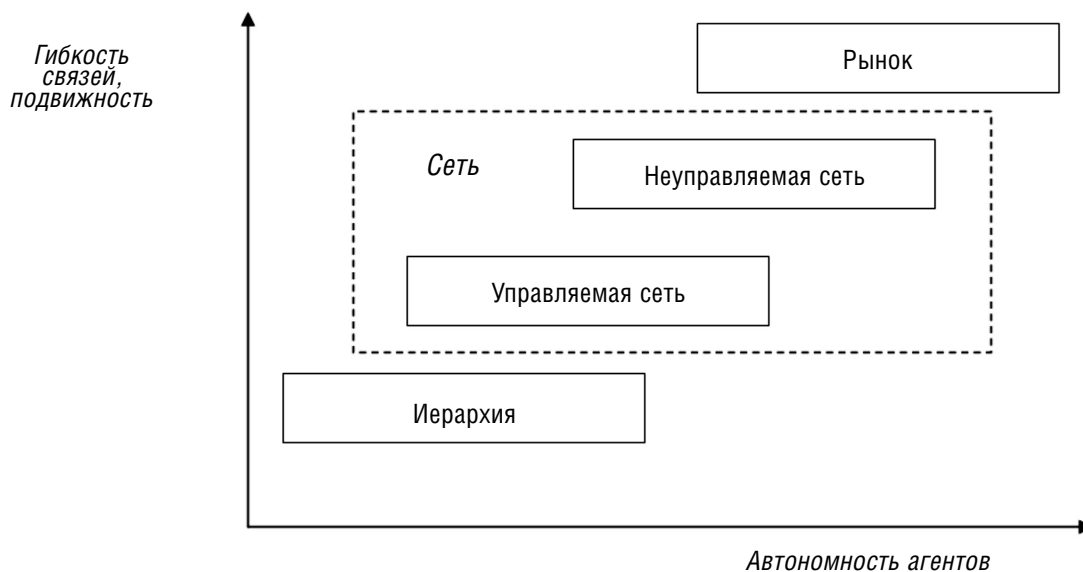 Гибкость
связей,
подвижность
Рынок
Сеть
Неуправляемая сеть
Управляемая сеть
Иерархия
Автономность агентов